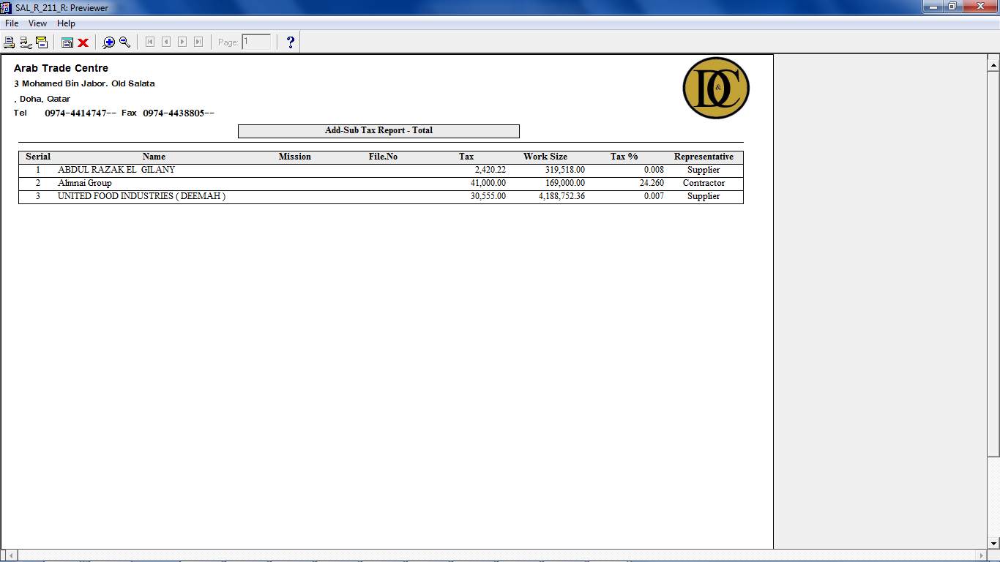 SAL_R_211_R: Previewer
File View Help
Page: 1 ?
Arab Trade Centre
3 Mohamed Bin Jabor. Old Salata
, Doha, Qatar
Tel 0974-4414747-- Fax 0974-4438805--
D&C
Add-Sub Tax Report - Total
Serial Name Mission File.No Tax Work Size Tax % Representative
1 ABDUL RAZAK EL GILANY 2,420.22 319,518.00 0.008 Supplier
2 Almnai Group 41,000.00 169,000.00 24.260 Contractor
3 UNITED FOOD INDUSTRIES ( DEEMAH ) 30,555.00 4,188,752.36 0.007 Supplier